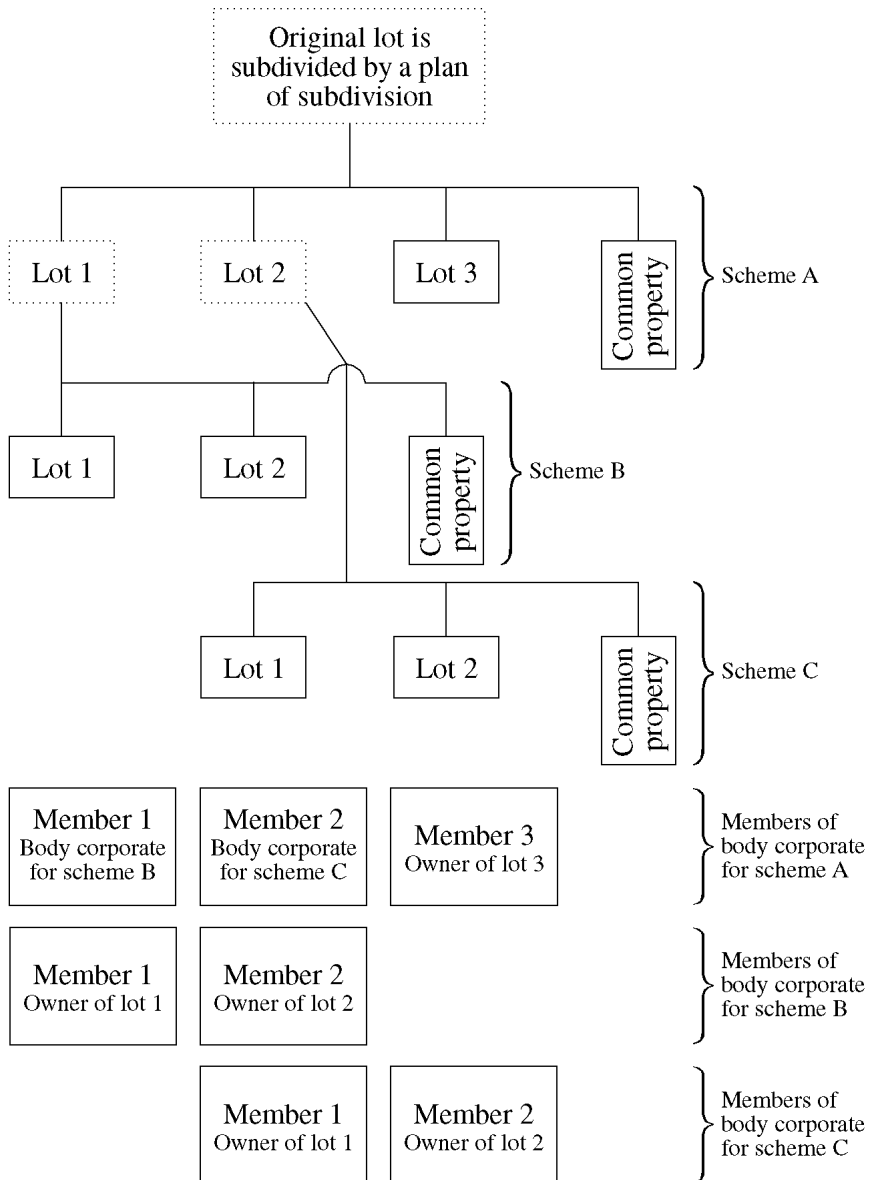 Original lot is
subdivided by a plan
of subdivision
Lot 1
Lot 2
Lot 3
Common
property
Scheme A
Lot 1
Lot 2
Common
property
Scheme B
Lot 1
Lot 2
Common
property
Scheme C
Member 1
Body corporate
for scheme B
Member 2
Body corporate
for scheme C
Member 3
Owner of lot 3
Members of
body corporate
for scheme A
Member 1
Owner of lot 1
Member 2
Owner of lot 2
Members of
body corporate
for scheme B
Member 1
Owner of lot 1
Member 2
Owner of lot 2
Members of
body corporate
for scheme C